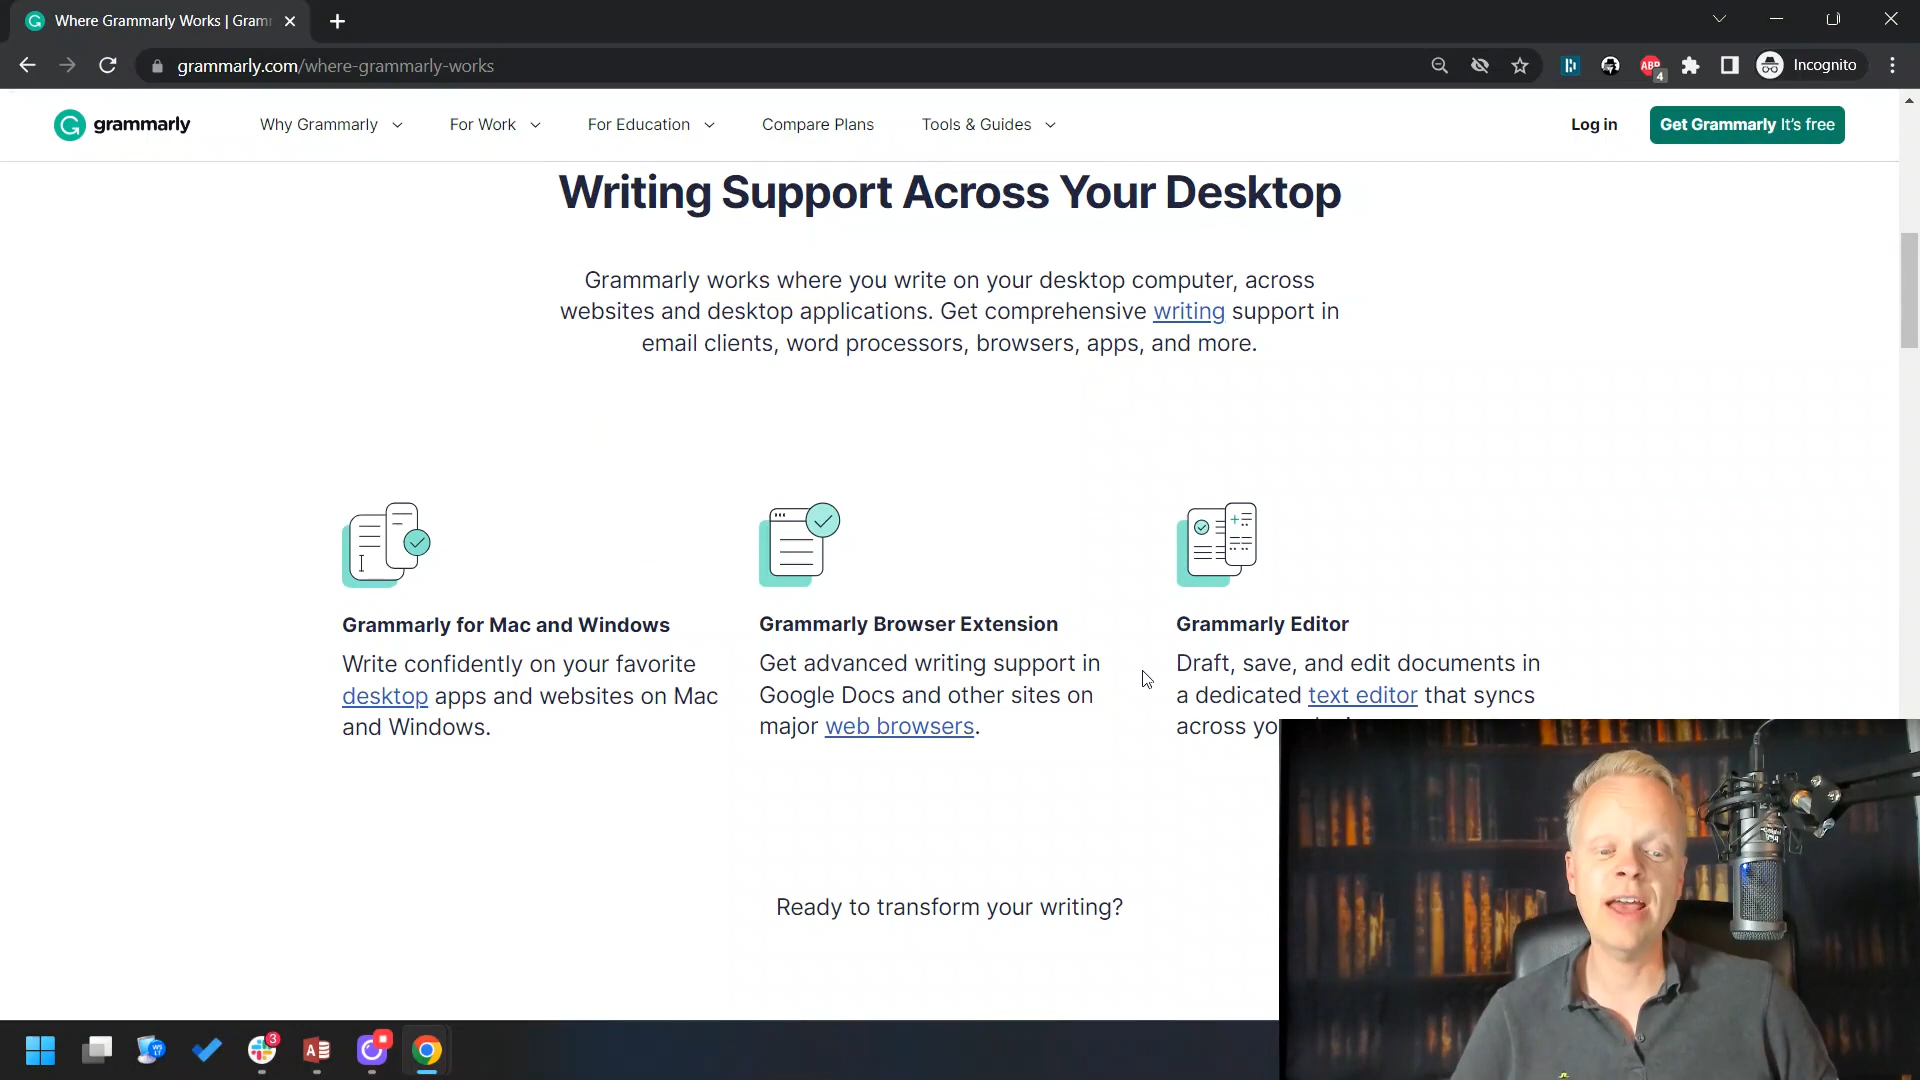 Where Grammarly Works | Gram
grammarly.com/where-grammarly-works
ABP
4
Incognito
grammarly
Why Grammarly
For Work
For Education
Compare Plans
Tools & Guides
Log in
Get Grammarly It's free
Writing Support Across Your Desktop
Grammarly works where you write on your desktop computer, across
websites and desktop applications. Get comprehensive writing support in
email clients, word processors, browsers, apps, and more.
Grammarly for Mac and Windows
Write confidently on your favorite
desktop apps and websites on Mac
and Windows.
Grammarly Browser Extension
Get advanced writing support in
Google Docs and other sites on
major web browsers.
Grammarly Editor
Draft, save, and edit documents in
a dedicated text editor that syncs
across yo
Ready to transform your writing?
3
A